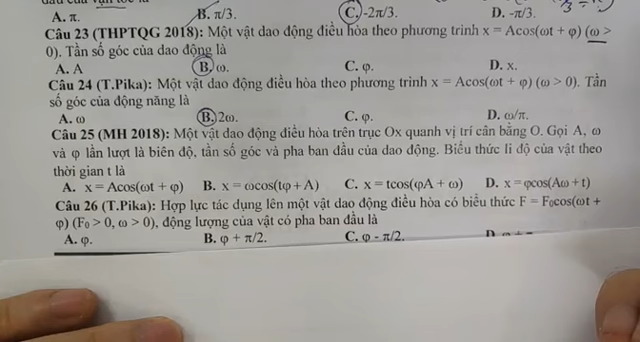 A. π. B. π/3. C. -2π/3. D. -π/3.
Câu 23 (THPTQG 2018): Một vật dao động điều hòa theo phương trình x = Acos(ωt + φ) (ω >
0). Tần số góc của dao động là
A. A B. ω. C. φ. D. x.
Câu 24 (T.Pika): Một vật dao động điều hòa theo phương trình x = Acos(ωt + φ) (ω > 0). Tần
số góc của động năng là
A. ω B. 2ω. C. φ. D. ω/π.
Câu 25 (MH 2018): Một vật dao động điều hòa trên trục Ox quanh vị trí cân bằng O. Gọi A, ω
và φ lần lượt là biên độ, tần số góc và pha ban đầu của dao động. Biểu thức li độ của vật theo
thời gian t là
A. x = Acos(ωt + φ) B. x = ωcos(tφ + A) C. x = tcos(φA + ω) D. x = φcos(Aω + t)
Câu 26 (T.Pika): Hợp lực tác dụng lên một vật dao động điều hòa có biểu thức F = F₀cos(ωt +
φ) (F₀ > 0, ω > 0), động lượng của vật có pha ban đầu là
A. φ. B. φ + π/2. C. φ - π/2.